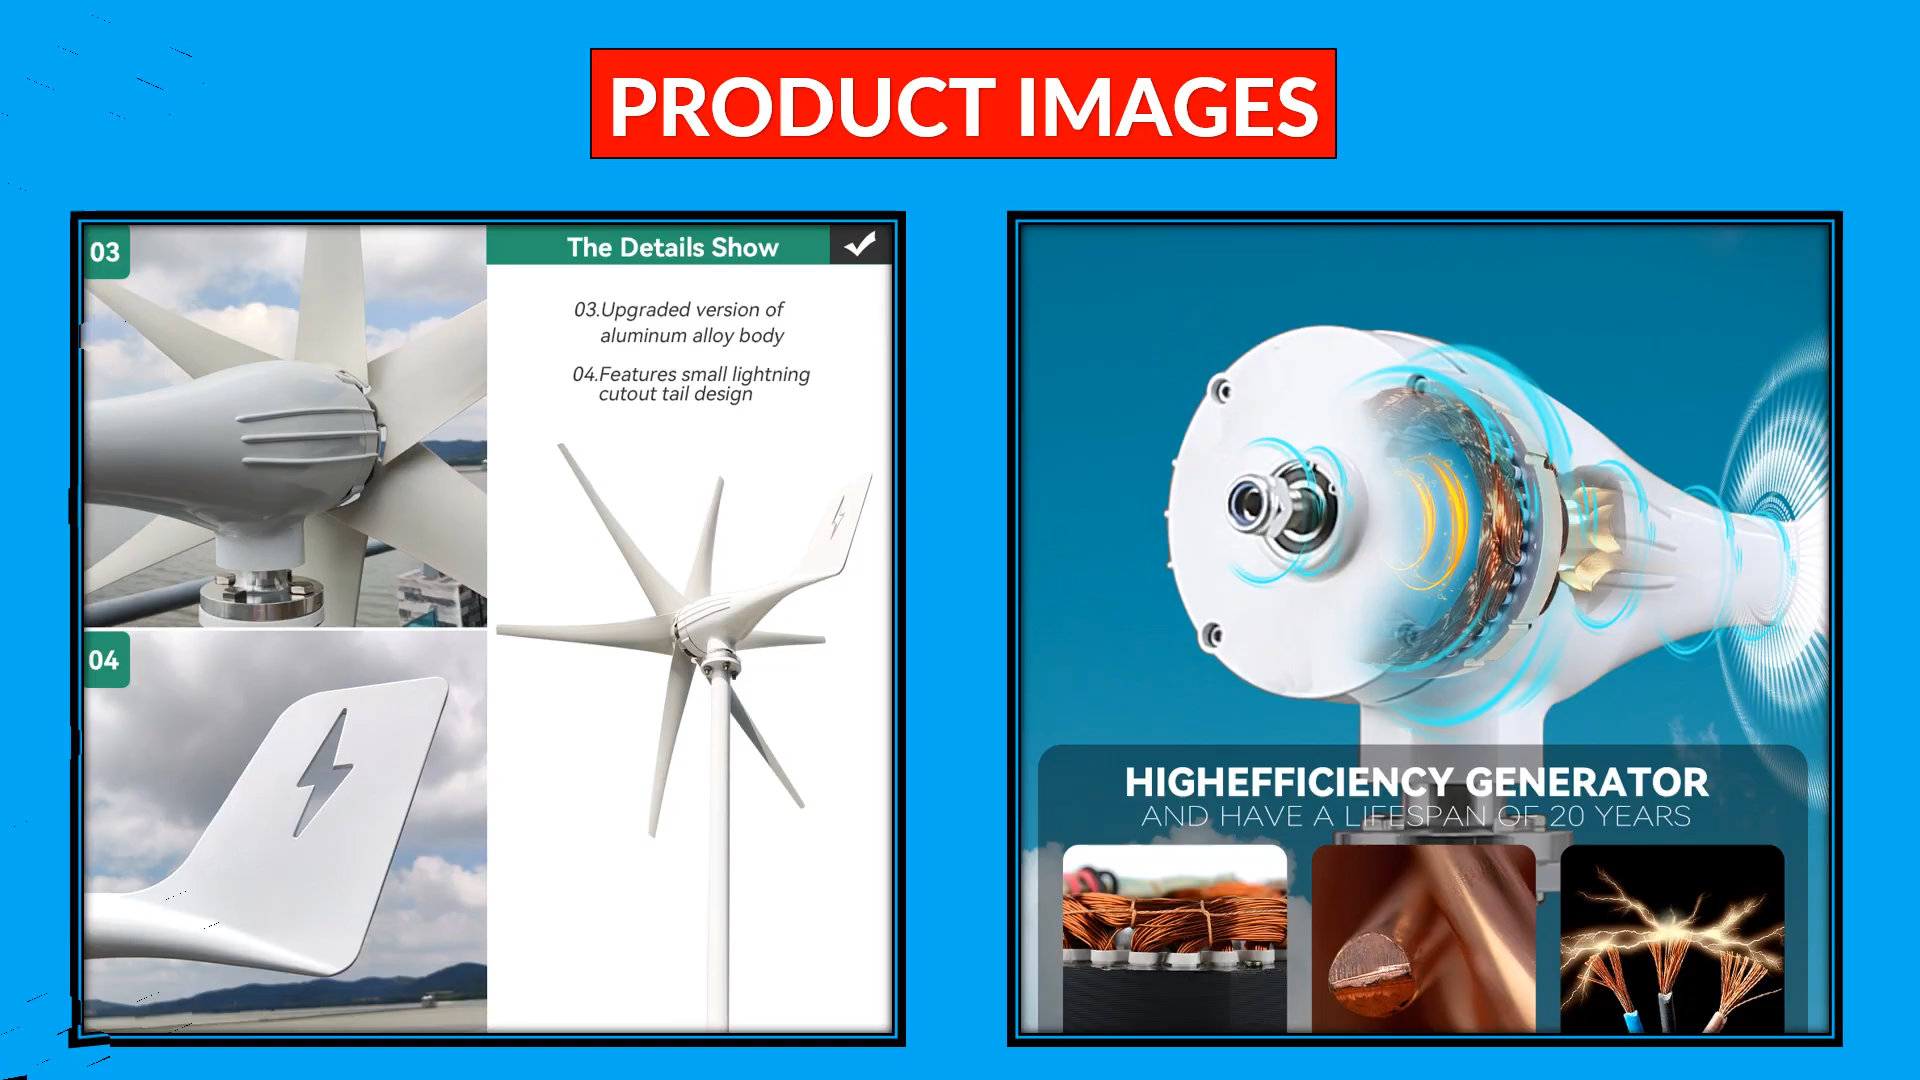 PRODUCT IMAGES
03
The Details Show
03.Upgraded version of
aluminum alloy body
04.Features small lightning
cutout tail design
04
HIGHEFFICIENCY GENERATOR
AND HAVE A LIFESPAN OF 20 YEARS